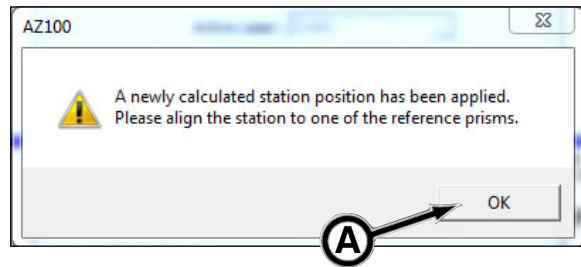 AZ100
A newly calculated station position has been applied.
Please align the station to one of the reference prisms.
OK
A